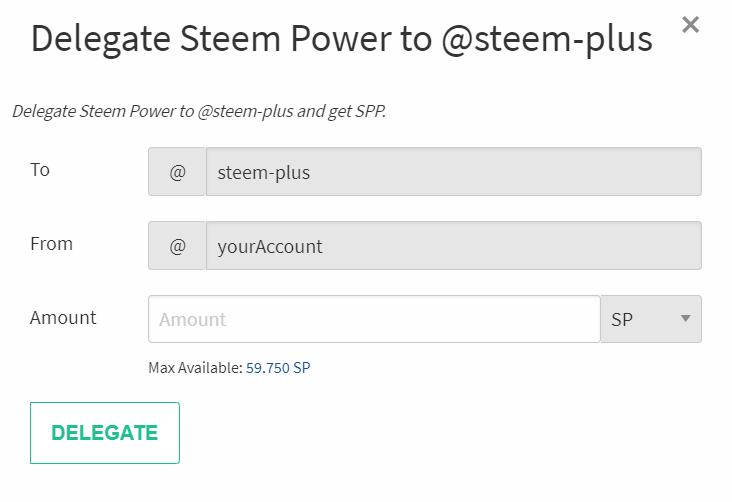 Delegate Steem Power to @steem-plus ×
Delegate Steem Power to @steem-plus and get SPP.
To @ steem-plus
From @ yourAccount
Amount Amount SP
Max Available: 59.750 SP
DELEGATE